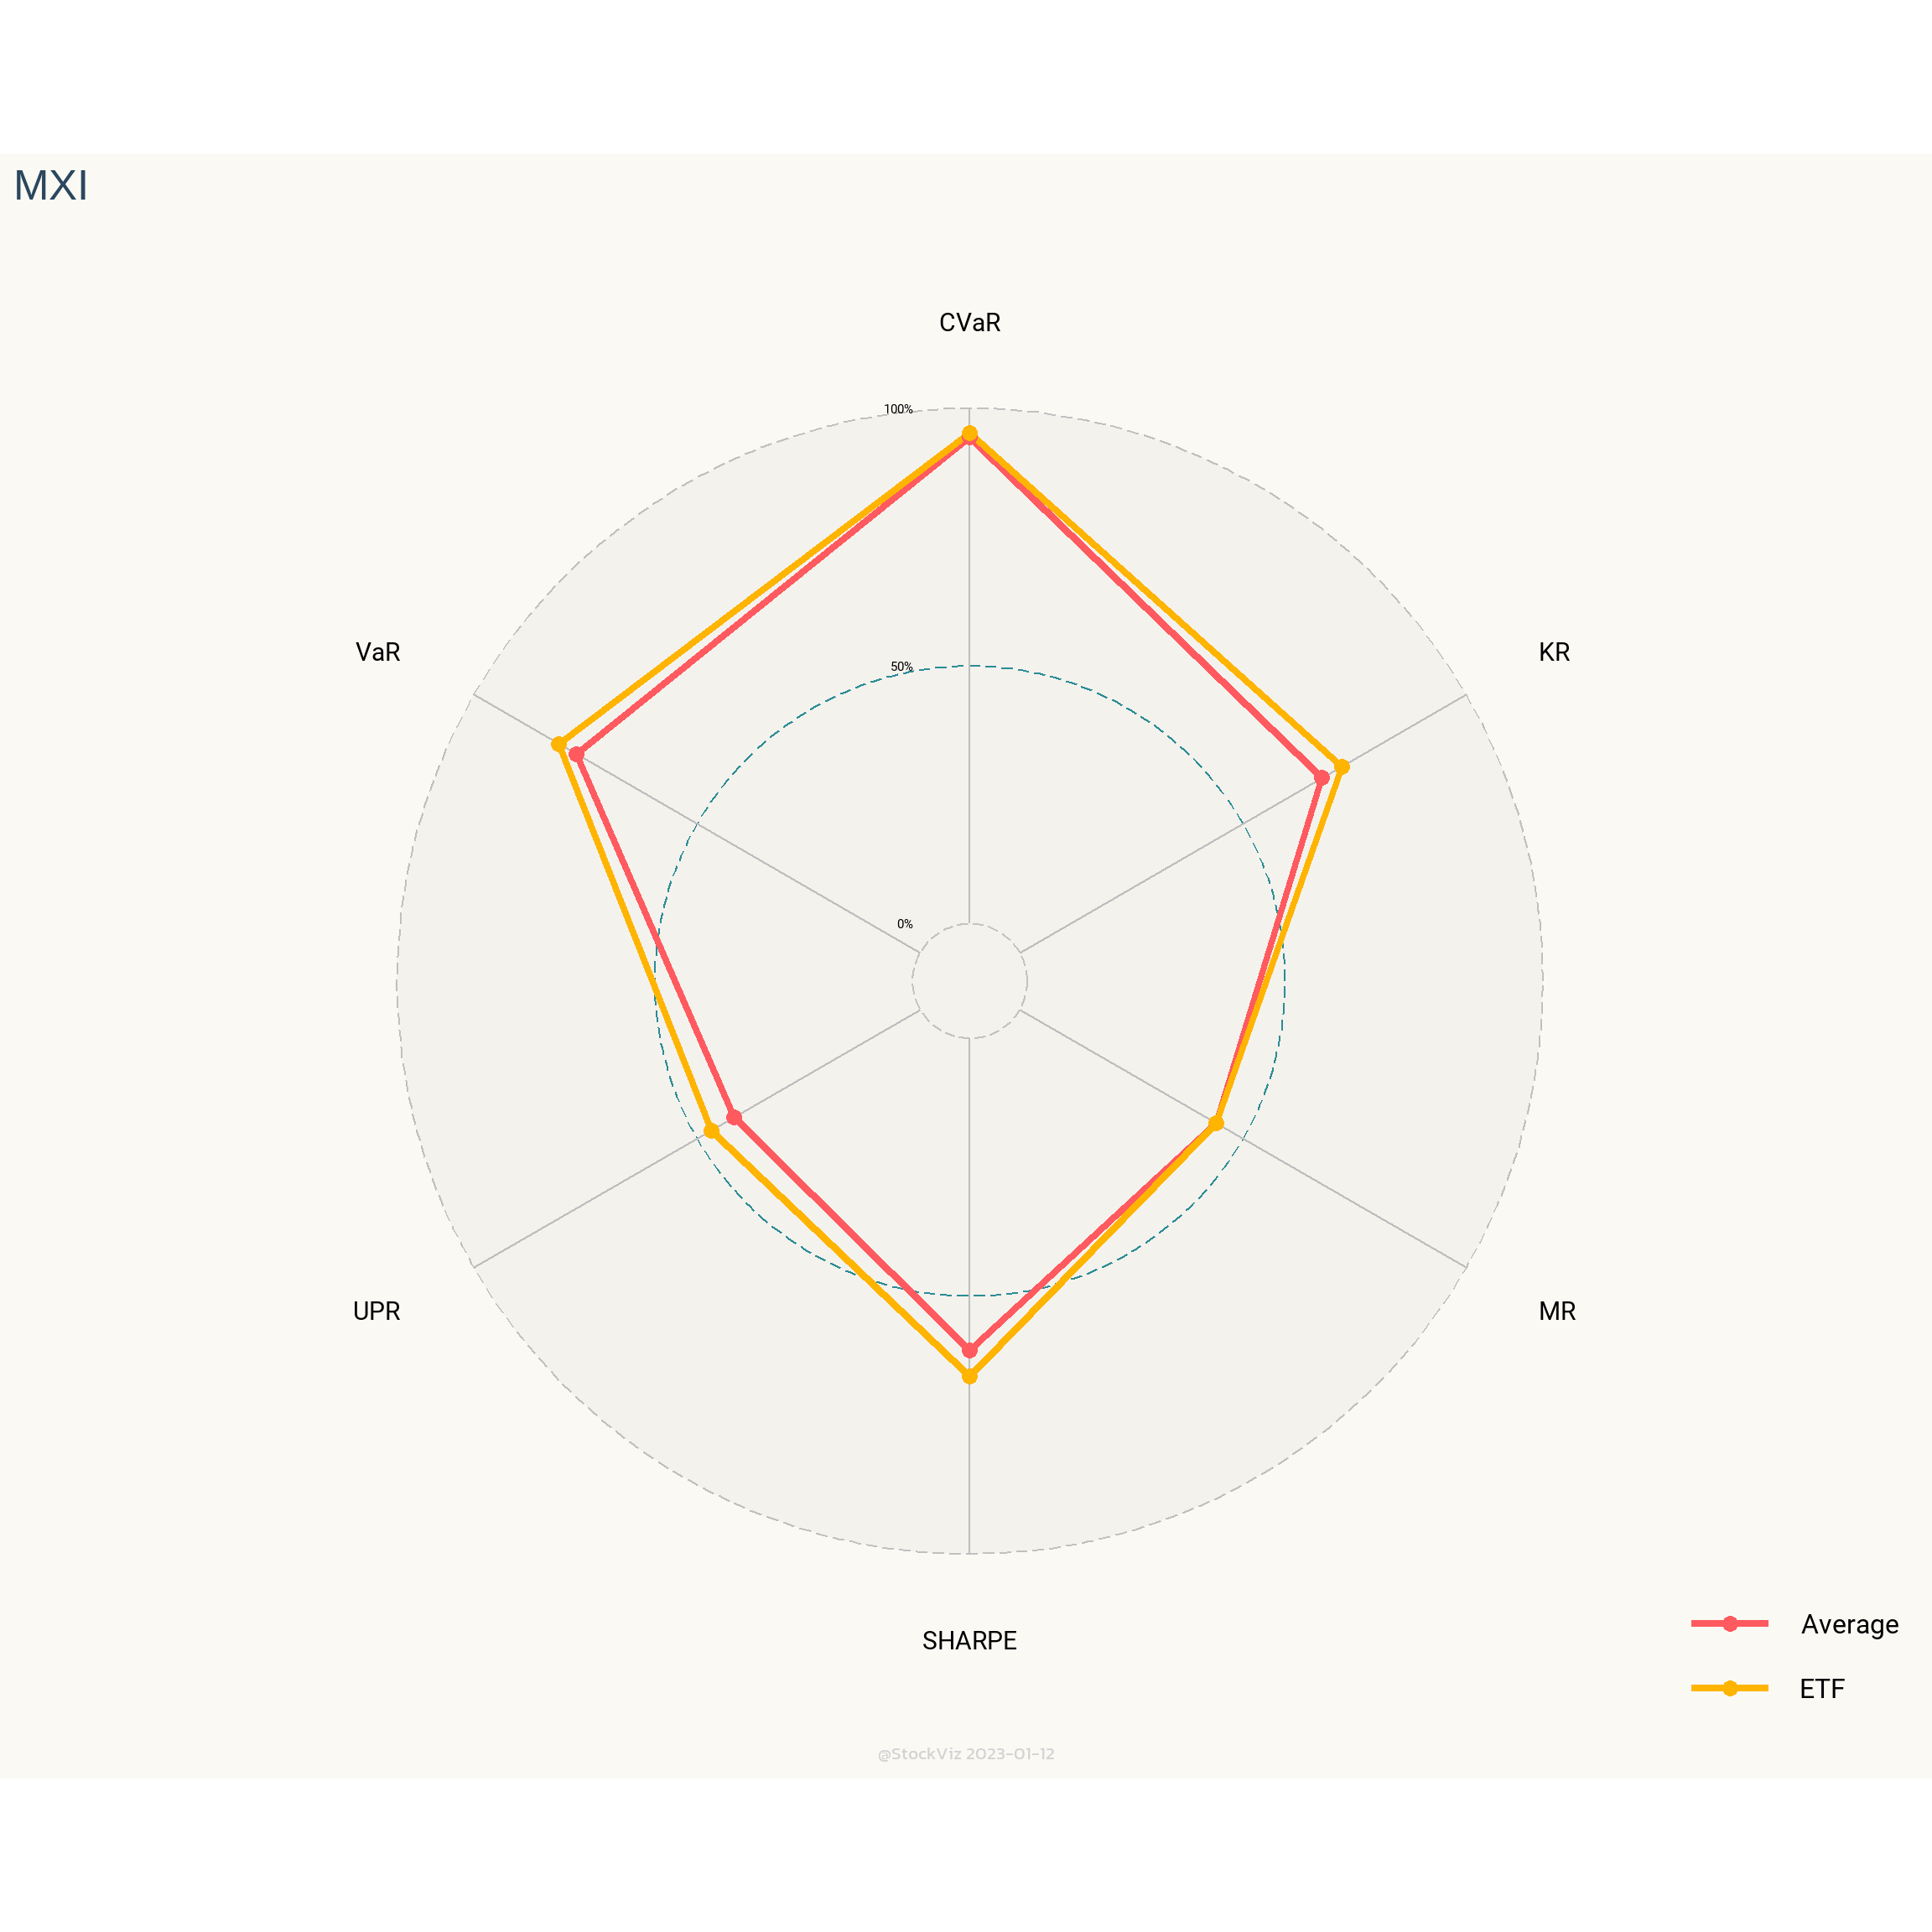 MXI
CVaR
100%
VaR
KR
50%
0%
UPR
MR
SHARPE
Average
ETF
@StockViz 2023-01-12